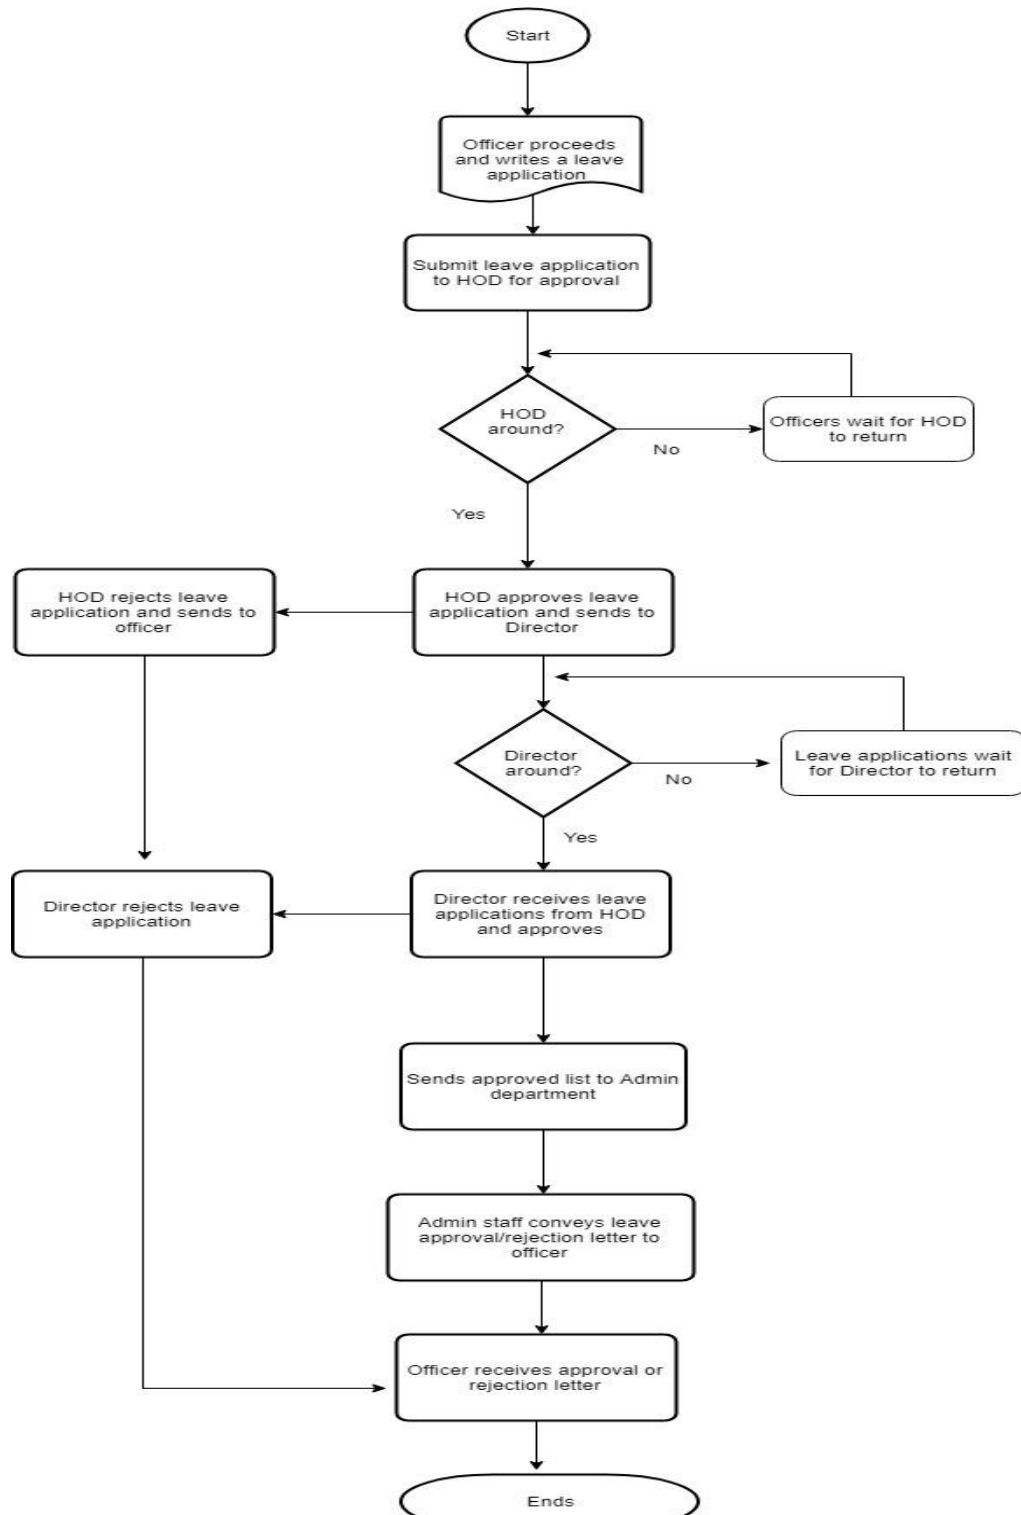 Start
Officer proceeds
and writes a leave
application
Submit leave application
to HOD for approval
HOD
around?
No
Officers wait for HOD
to return
Yes
HOD rejects leave
application and sends to
officer
HOD approves leave
application and sends to
Director
Director
around?
No
Leave applications wait
for Director to return
Yes
Director rejects leave
application
Director receives leave
applications from HOD
and approves
Sends approved list to Admin
department
Admin staff conveys leave
approval/rejection letter to
officer
Officer receives approval or
rejection letter
Ends